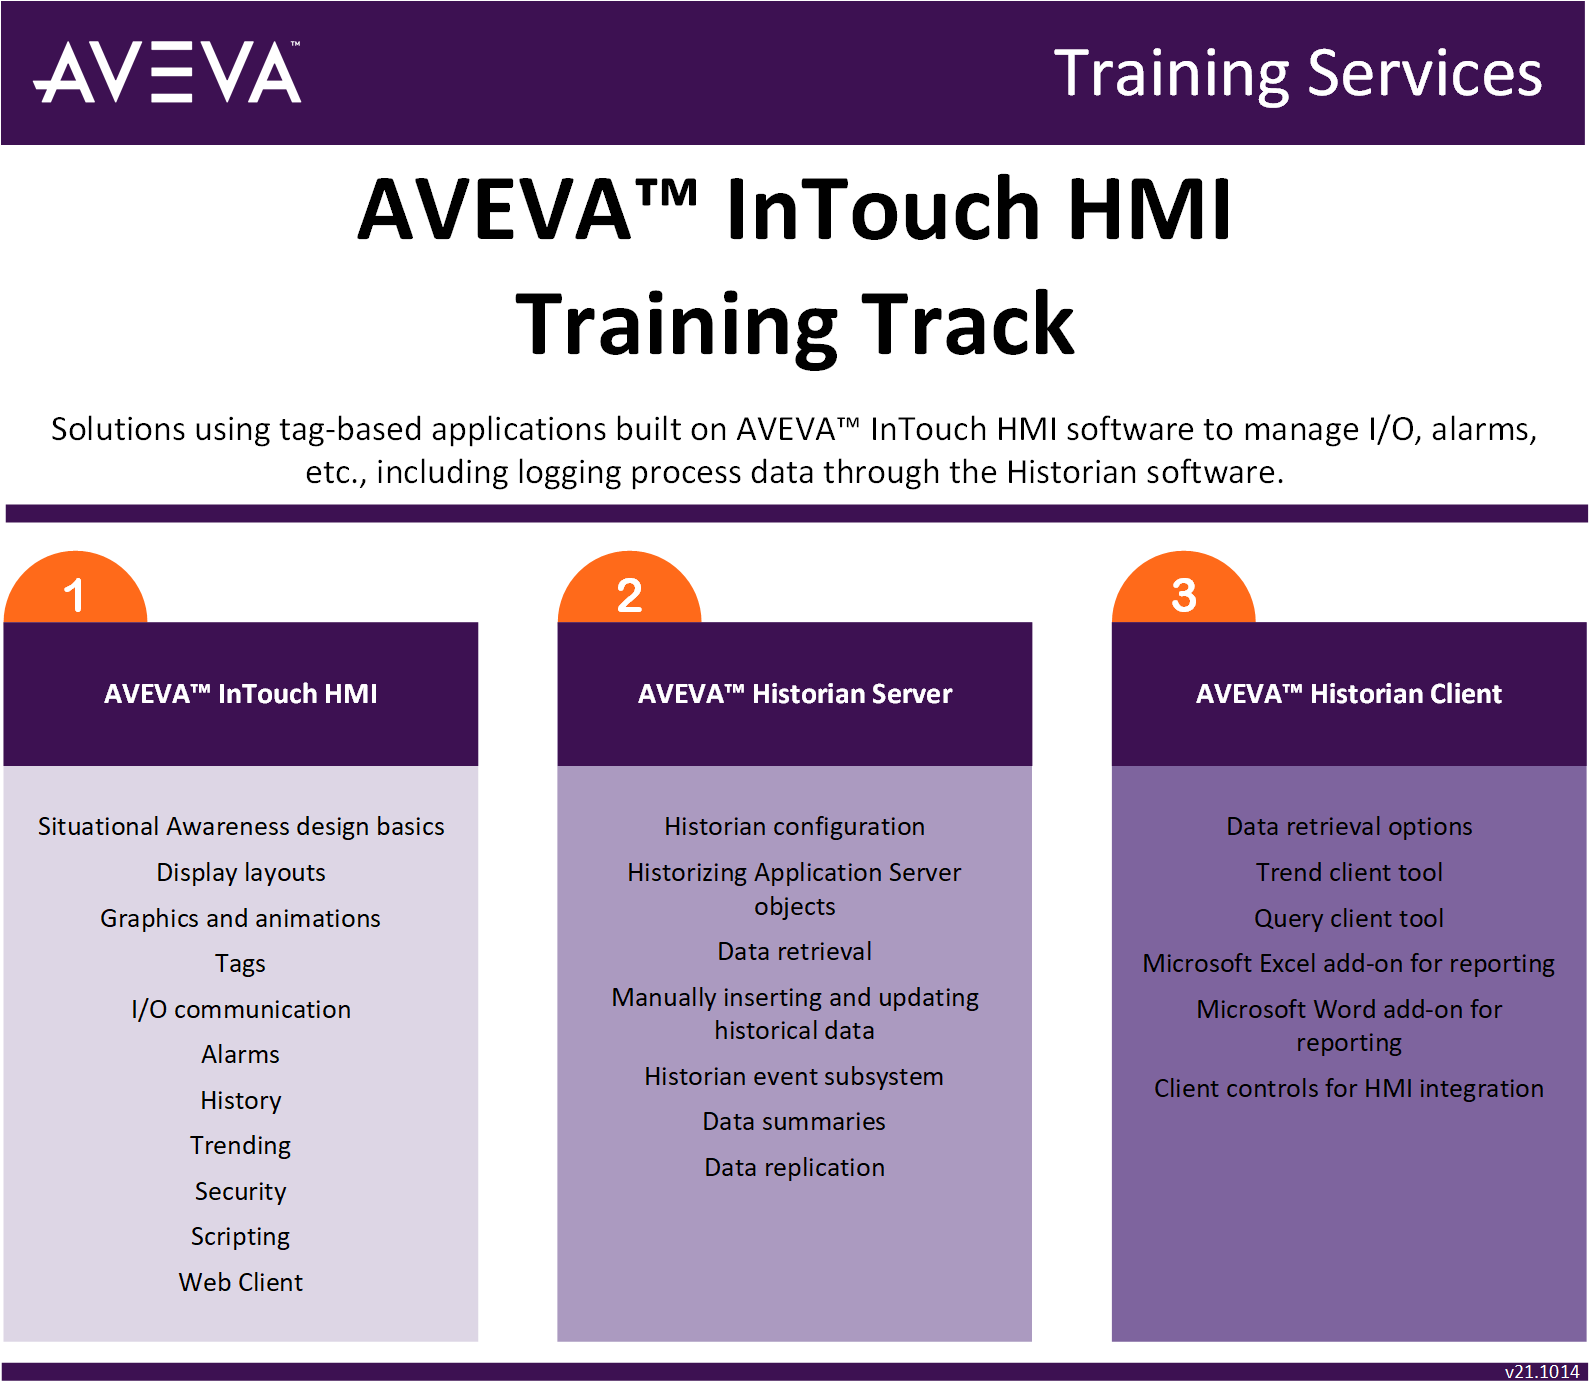 AVEVA™
Training Services
AVEVA™ InTouch HMI
Training Track
Solutions using tag-based applications built on AVEVA™ InTouch HMI software to manage I/O, alarms,
etc., including logging process data through the Historian software.
1
AVEVA™ InTouch HMI
Situational Awareness design basics
Display layouts
Graphics and animations
Tags
I/O communication
Alarms
History
Trending
Security
Scripting
Web Client
2
AVEVA™ Historian Server
Historian configuration
Historizing Application Server
objects
Data retrieval
Manually inserting and updating
historical data
Historian event subsystem
Data summaries
Data replication
3
AVEVA™ Historian Client
Data retrieval options
Trend client tool
Query client tool
Microsoft Excel add-on for reporting
Microsoft Word add-on for
reporting
Client controls for HMI integration
v21.1014